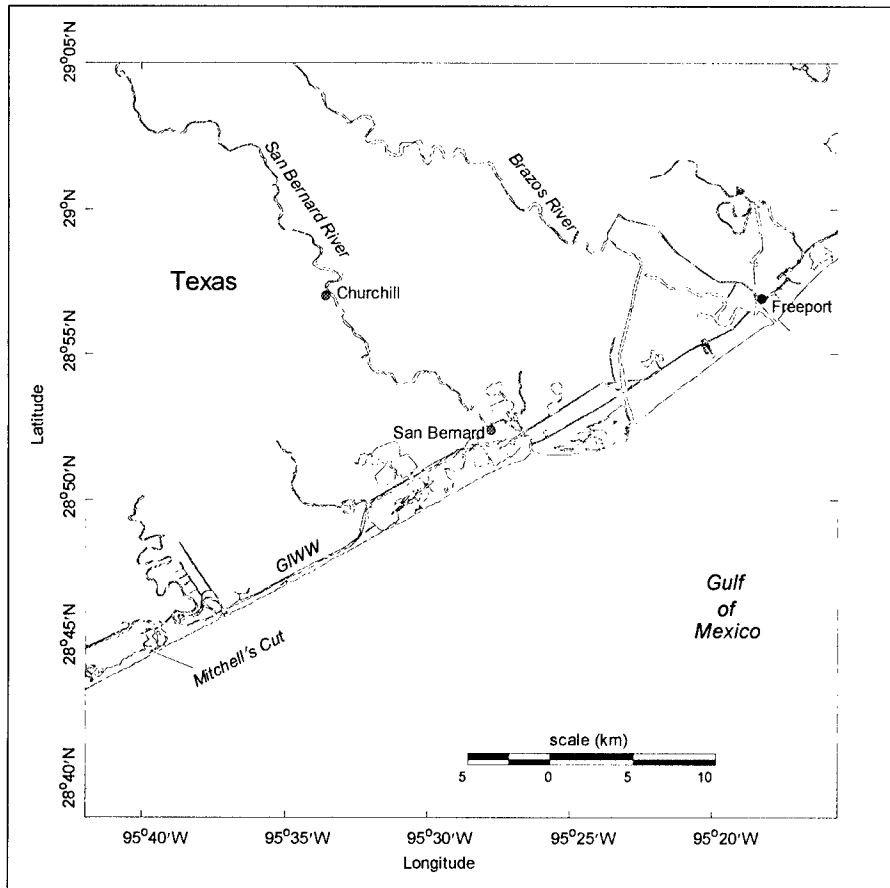 29°05'N
29°N
28°55'N
28°50'N
28°45'N
28°40'N
Latitude
San Bernard River
Brazos River
Texas
Churchill
Freeport
San Bernard
GIWW
Gulf
of
Mexico
Mitchell's Cut
scale (km)
5 0 5 10
95°40'W 95°35'W 95°30'W 95°25'W 95°20'W
Longitude